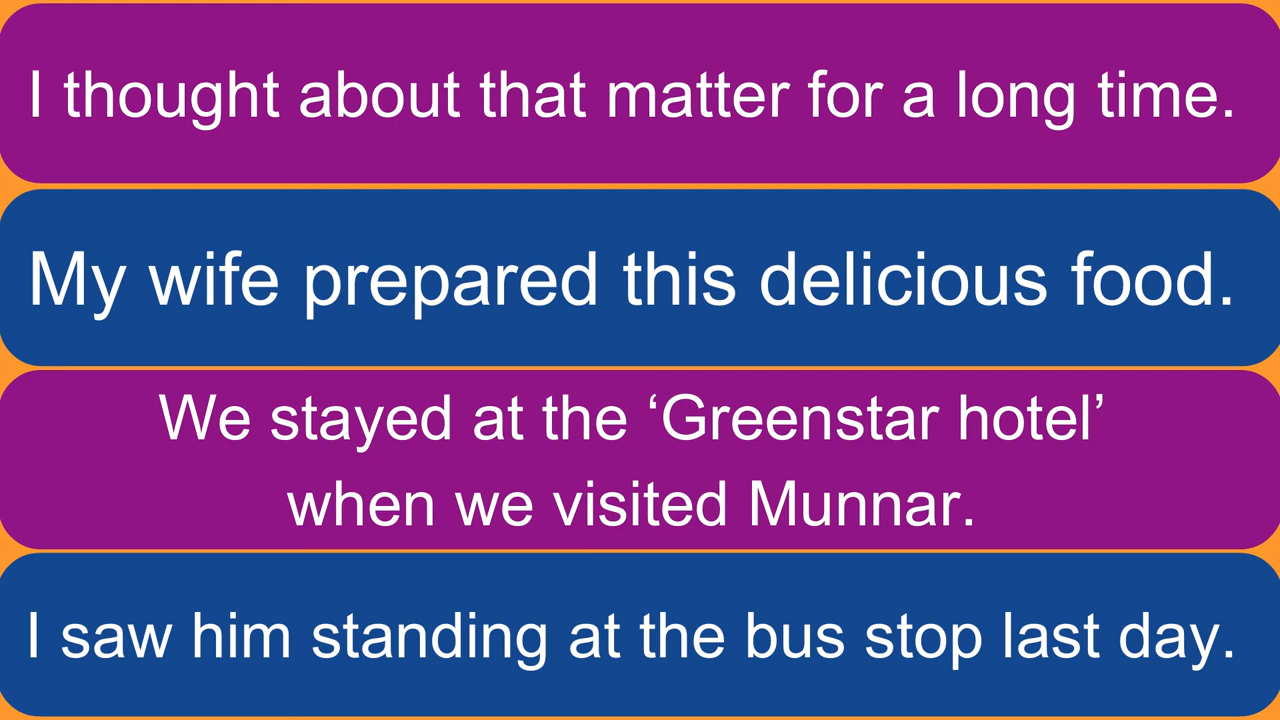 I thought about that matter for a long time.
My wife prepared this delicious food.
We stayed at the ‘Greenstar hotel’
when we visited Munnar.
I saw him standing at the bus stop last day.